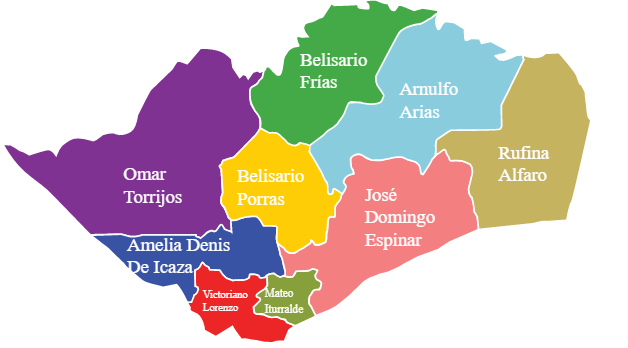 Belisario
Frías
Arnulfo
Arias
Rufina
Alfaro
Omar
Torrijos
Belisario
Porras
José
Domingo
Espinar
Amelia Denis
De Icaza
Victoriano
Lorenzo
Mateo
Iturralde